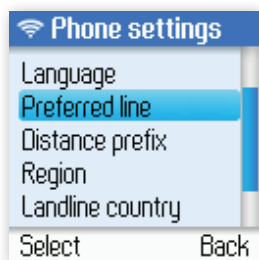 Phone settings
Language
Preferred line
Distance prefix
Region
Landline country
Select Back